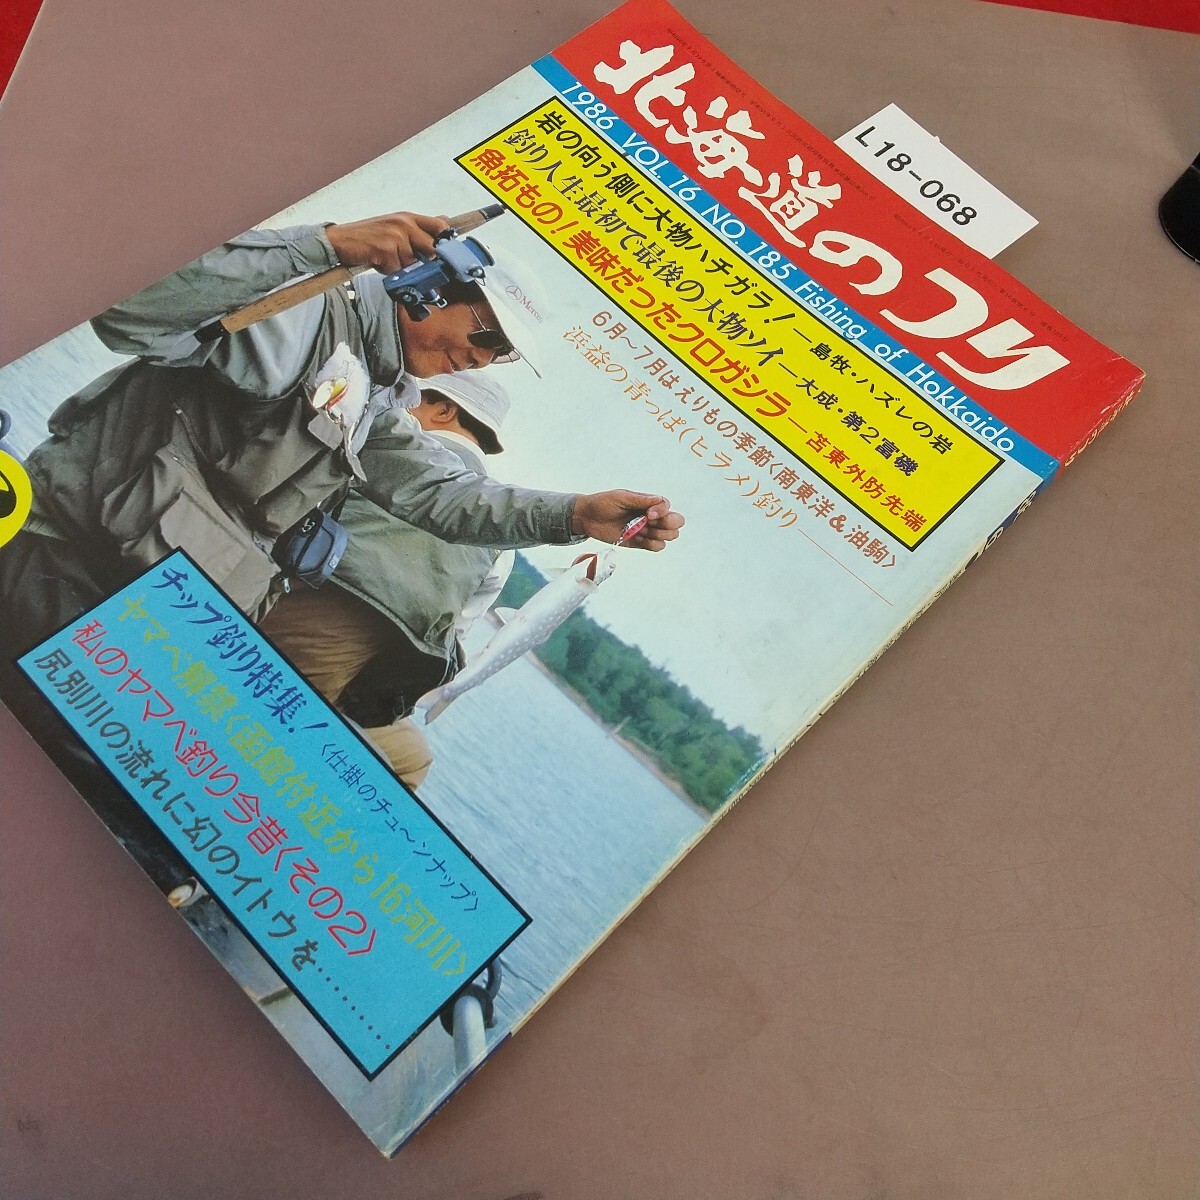 北海道のつり
1986 VOL.16 NO.185 Fishing of Hokkaido
L18-068
岩の向う側に大物ハチガラ!―島牧・ハズレの岩
釣り人生最初で最後の大物ソイ―大成・第2富磯
魚拓もの!美味だったクロガシラ―苫東外防先端
6月〜7月はえりもの季節〈南東洋&油駒〉
浜益の青っぱ(ヒラメ)釣り
Mercury
チップ釣り特集!〈仕掛のチュ〜ンナップ〉
ヤマベ解禁〈函館付近から16河川〉
私のヤマベ釣り今昔〈その2〉
尻別川の流れに幻のイトウを………